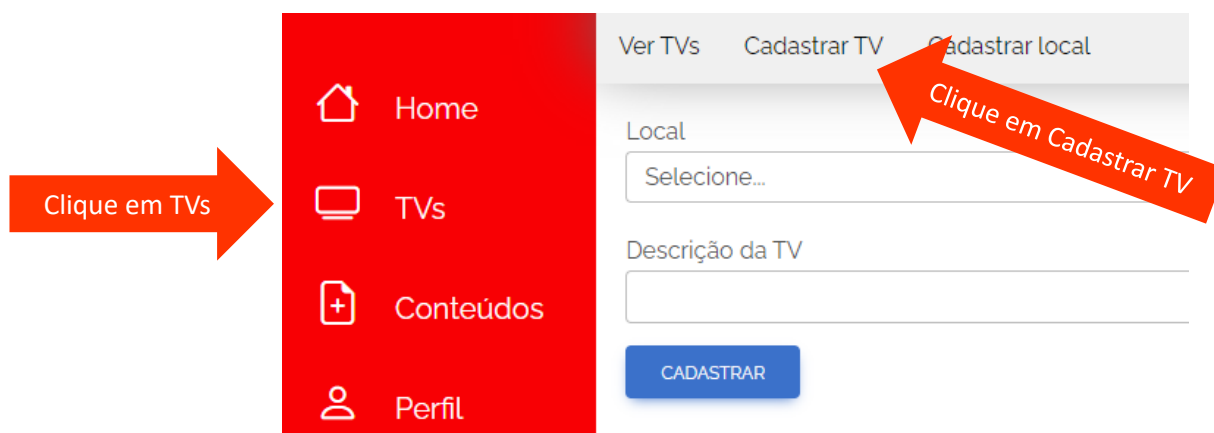 Clique em TVs
Home
TVs
Conteúdos
Perfil
Ver TVs Cadastrar TV Cadastrar local
Clique em Cadastrar TV
Local
Selecione...
Descrição da TV
CADASTRAR